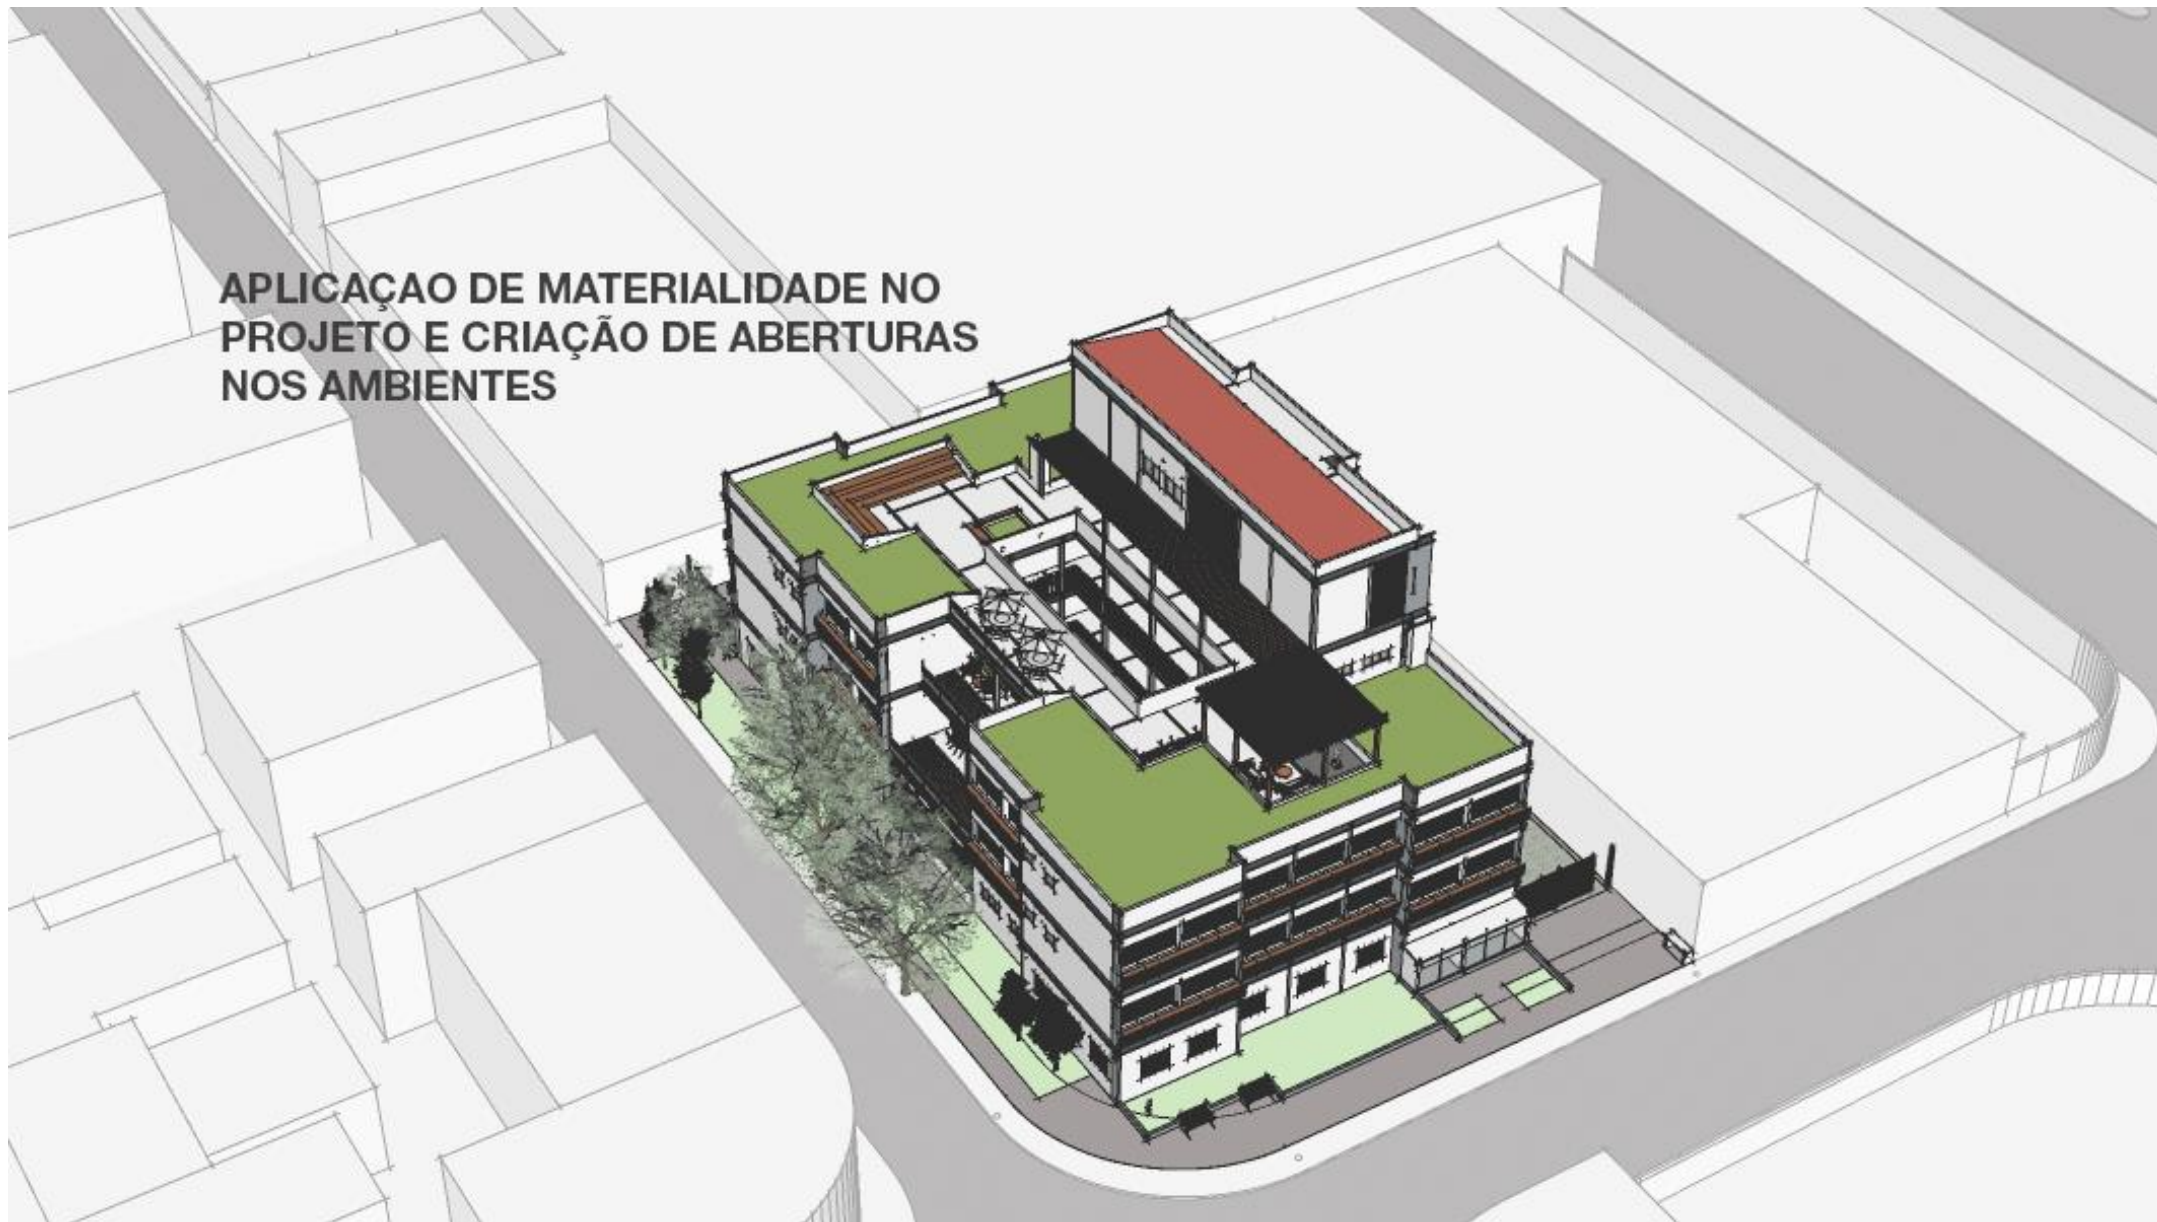 APLICAÇAO DE MATERIALIDADE NO
PROJETO E CRIAÇÃO DE ABERTURAS
NOS AMBIENTES